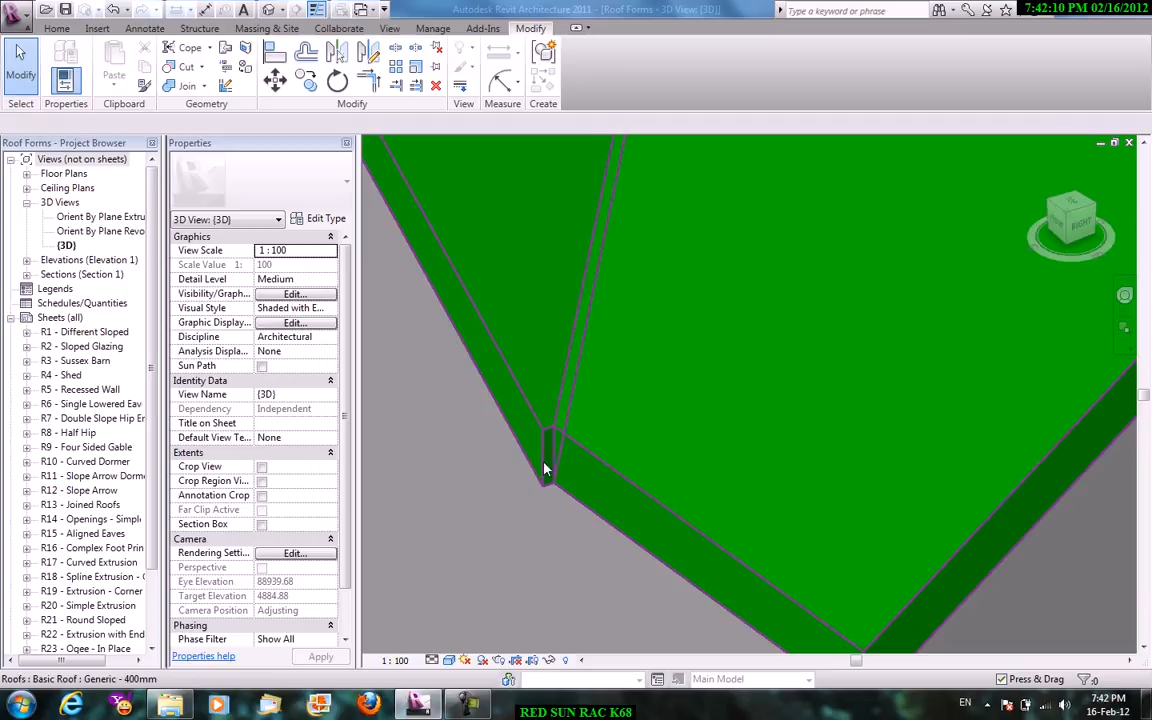 Autodesk Revit Architecture 2011 - [Roof Forms - 3D View: {3D}]
Type a keyword or phrase
7:42:10 PM 02/16/2012
Home Insert Annotate Structure Massing & Site Collaborate View Manage Add-Ins Modify
Modify Paste Cope Cut Join
Select Properties Clipboard Geometry Modify View Measure Create
Roof Forms - Project Browser
Views (not on sheets)
Floor Plans
Ceiling Plans
3D Views
Orient By Plane Extru
Orient By Plane Revo
{3D}
Elevations (Elevation 1)
Sections (Section 1)
Legends
Schedules/Quantities
Sheets (all)
R1 - Different Sloped
R2 - Sloped Glazing
R3 - Sussex Barn
R4 - Shed
R5 - Recessed Wall
R6 - Single Lowered Eav
R7 - Double Slope Hip E
R8 - Half Hip
R9 - Four Sided Gable
R10 - Curved Dormer
R11 - Slope Arrow Dorm
R12 - Slope Arrow
R13 - Joined Roofs
R14 - Openings - Simple
R15 - Aligned Eaves
R16 - Complex Foot Prin
R17 - Curved Extrusion
R18 - Spline Extrusion -
R19 - Extrusion - Corner
R20 - Simple Extrusion
R21 - Round Sloped
R22 - Extrusion with End
R23 - Ogee - In Place
Properties
3D View: {3D} Edit Type
Graphics
View Scale 1 : 100
Scale Value 1: 100
Detail Level Medium
Visibility/Graph... Edit...
Visual Style Shaded with E...
Graphic Display... Edit...
Discipline Architectural
Analysis Displa... None
Sun Path
Identity Data
View Name {3D}
Dependency Independent
Title on Sheet
Default View Te... None
Extents
Crop View
Crop Region Vi...
Annotation Crop
Far Clip Active
Section Box
Camera
Rendering Setti... Edit...
Perspective
Eye Elevation 88939.68
Target Elevation 4884.88
Camera Position Adjusting
Phasing
Phase Filter Show All
Properties help Apply
1 : 100
Roofs : Basic Roof : Generic - 400mm
Main Model
Press & Drag
:0
EN
7:42 PM
16-Feb-12
RED SUN RAC K68